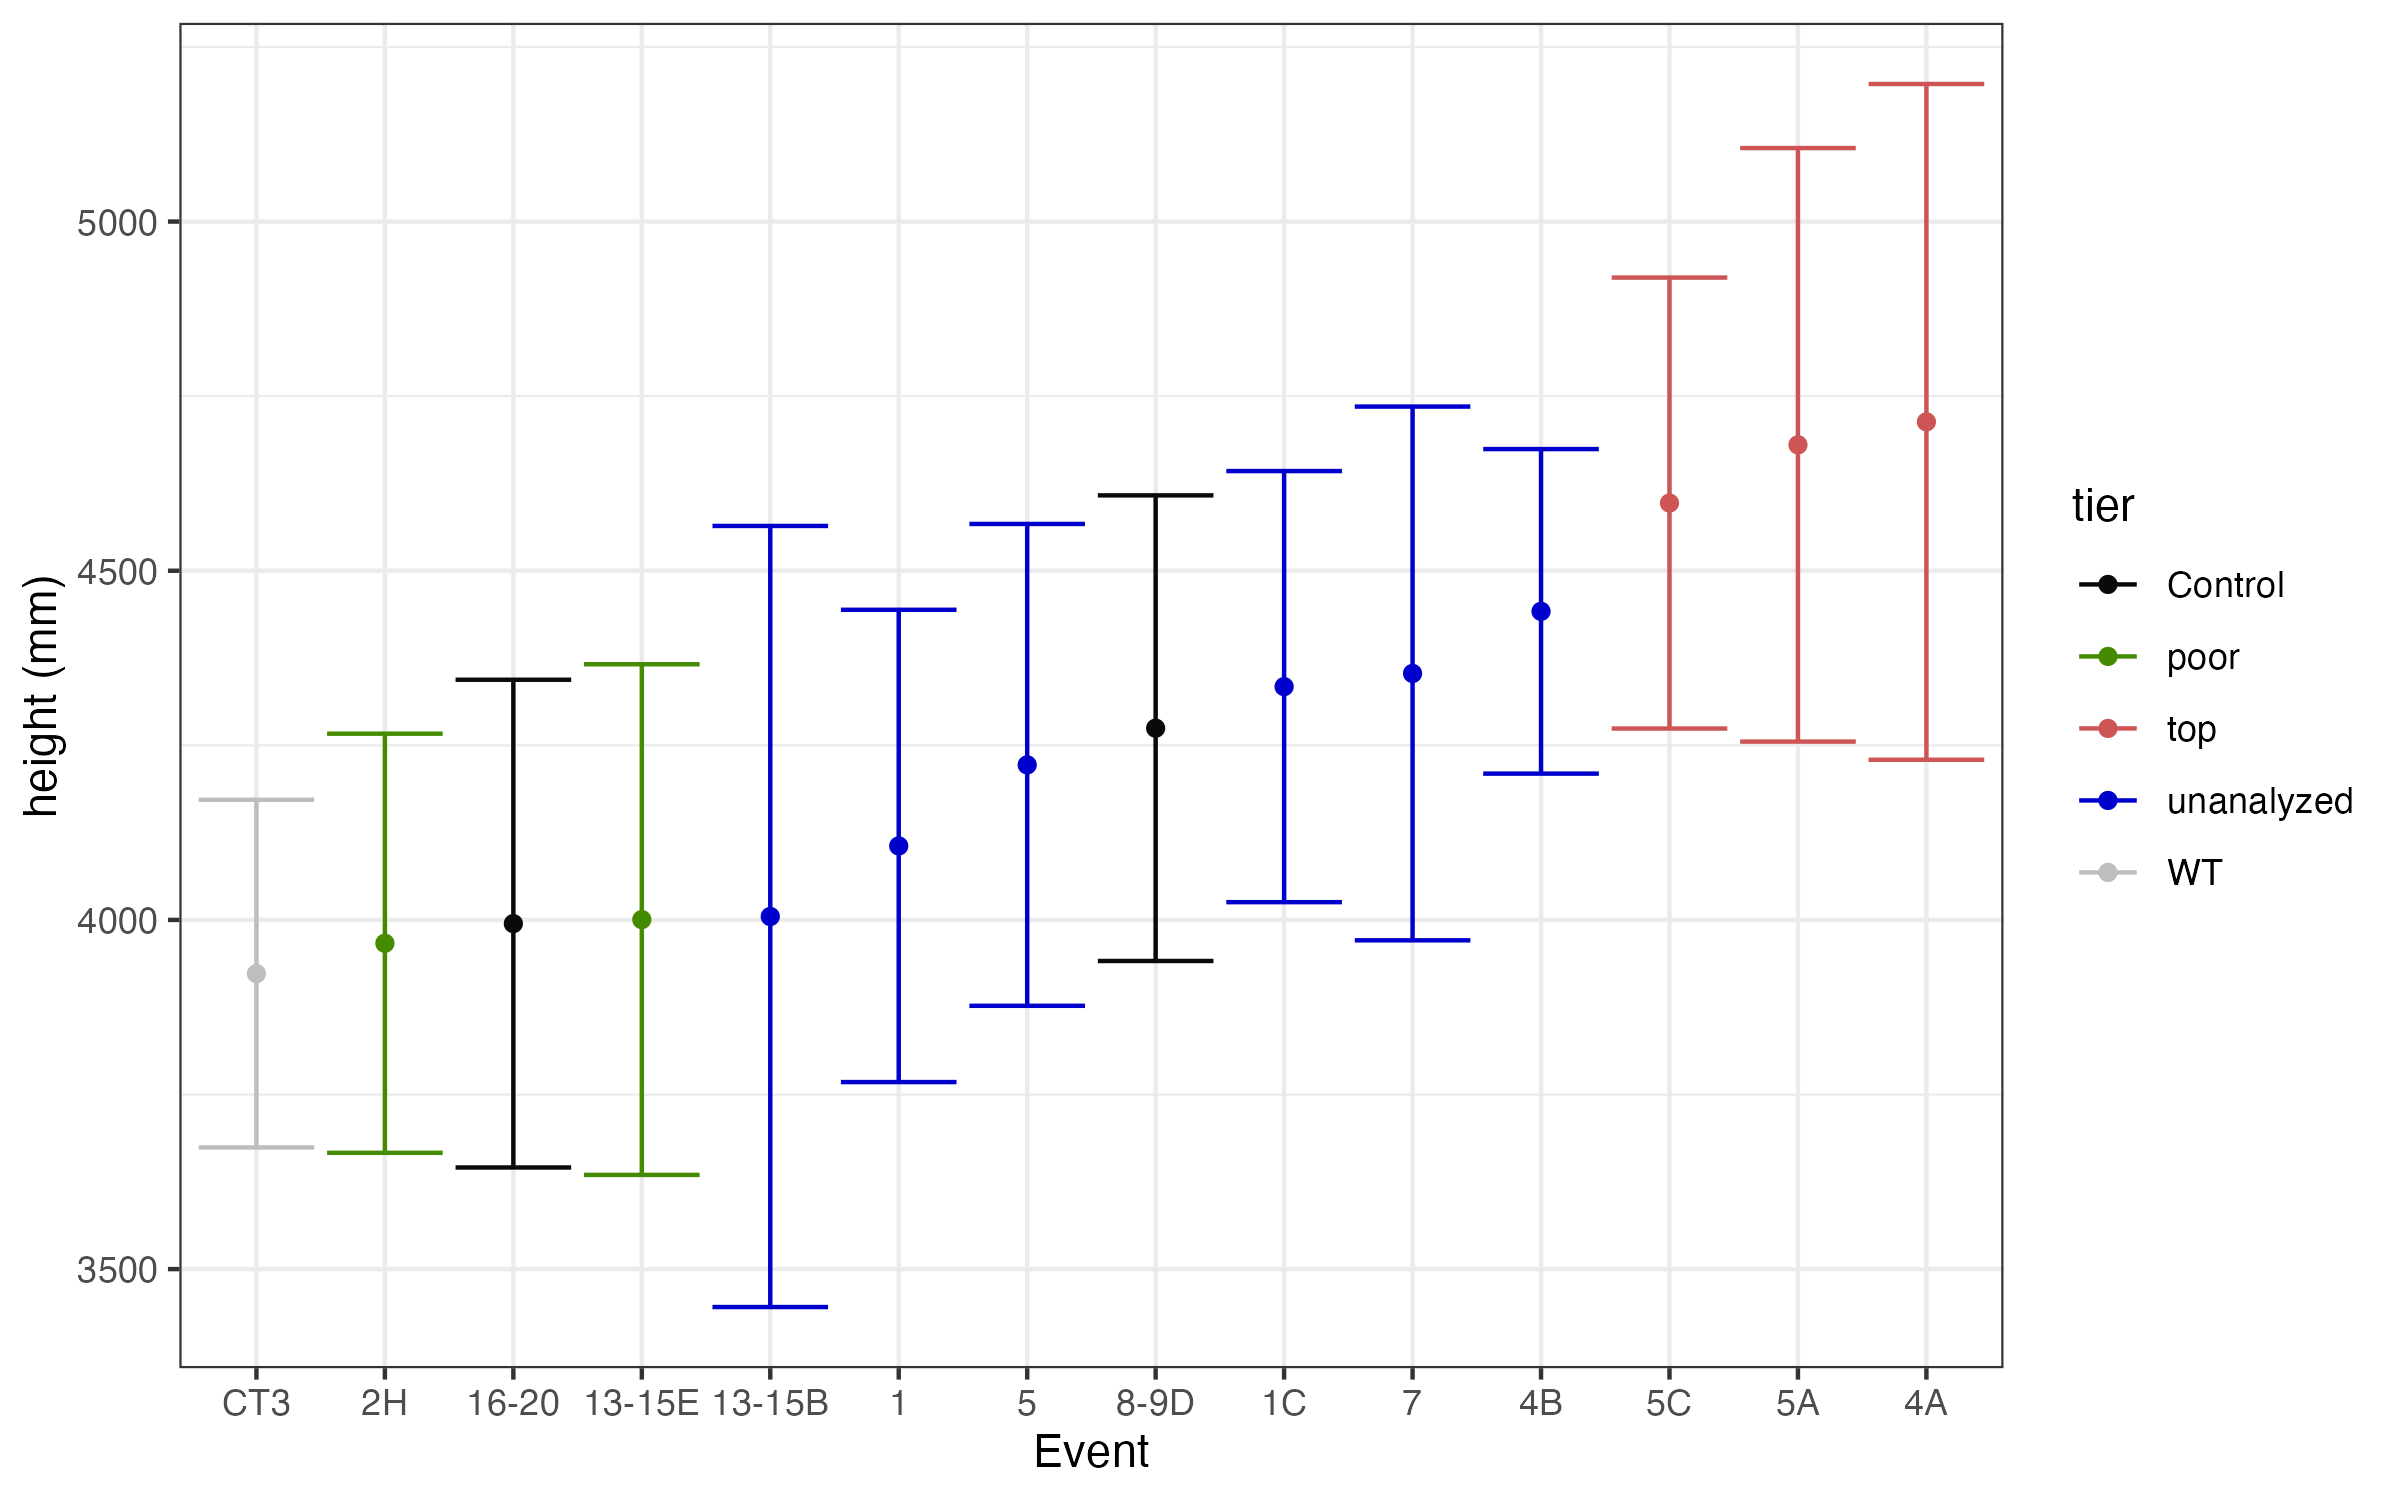 5000
4500
4000
3500
height (mm)
CT3 2H 16-20 13-15E 13-15B 1 5 8-9D 1C 7 4B 5C 5A 4A
Event
tier
Control
poor
top
unanalyzed
WT